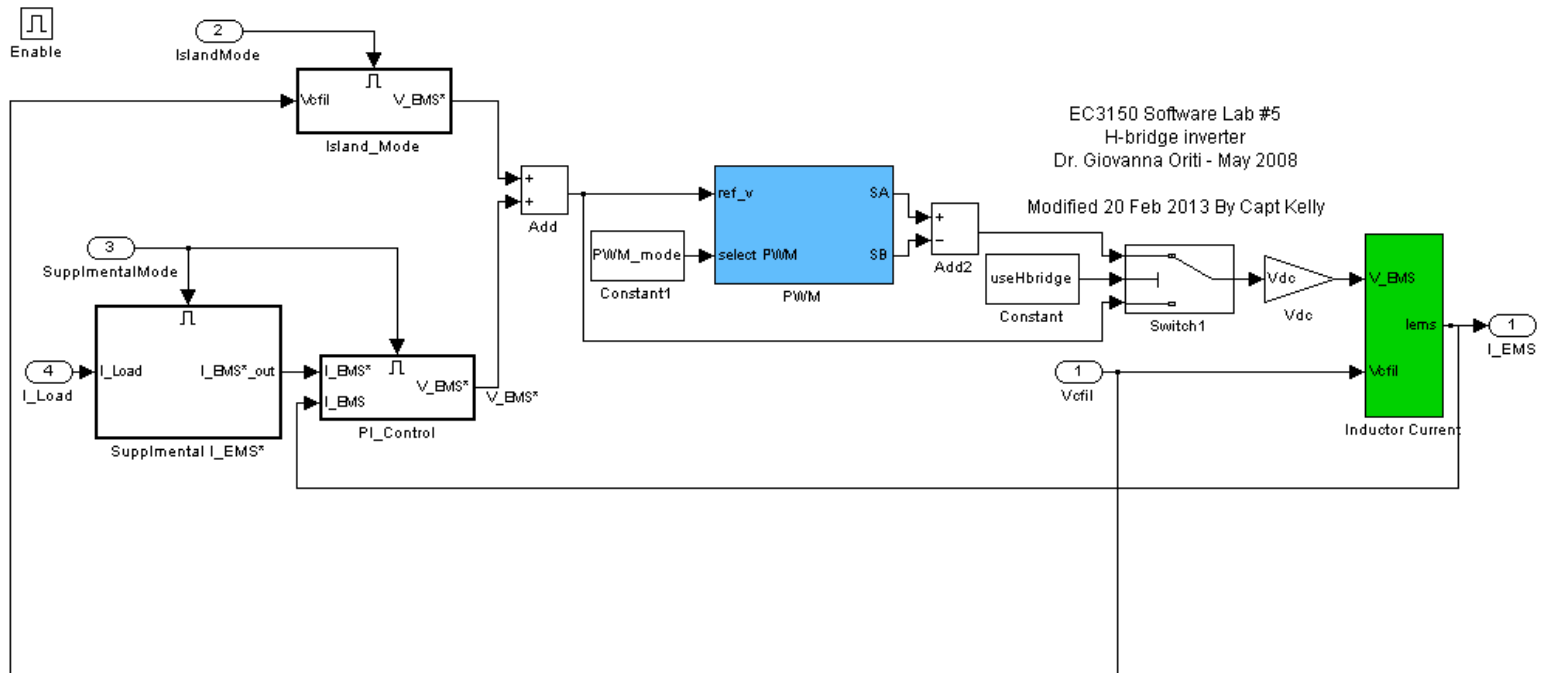 Enable
2
IslandMode
Vcfil
V_EMS*
Island_Mode
EC3150 Software Lab #5
H-bridge inverter
Dr. Giovanna Oriti - May 2008
Modified 20 Feb 2013 By Capt Kelly
3
SupplmentalMode
+
+
Add
ref_v
select PWM
SA
SB
PWM
PWM_mode
Constant1
+
−
Add2
useHbridge
Constant
Switch1
Vdc
Vdc
V_EMS
Iems
Vcfil
Inductor Current
1
I_EMS
4
I_Load
I_Load
I_EMS*_out
Supplmental I_EMS*
I_EMS*
I_EMS
V_EMS*
PI_Control
V_EMS*
1
Vcfil